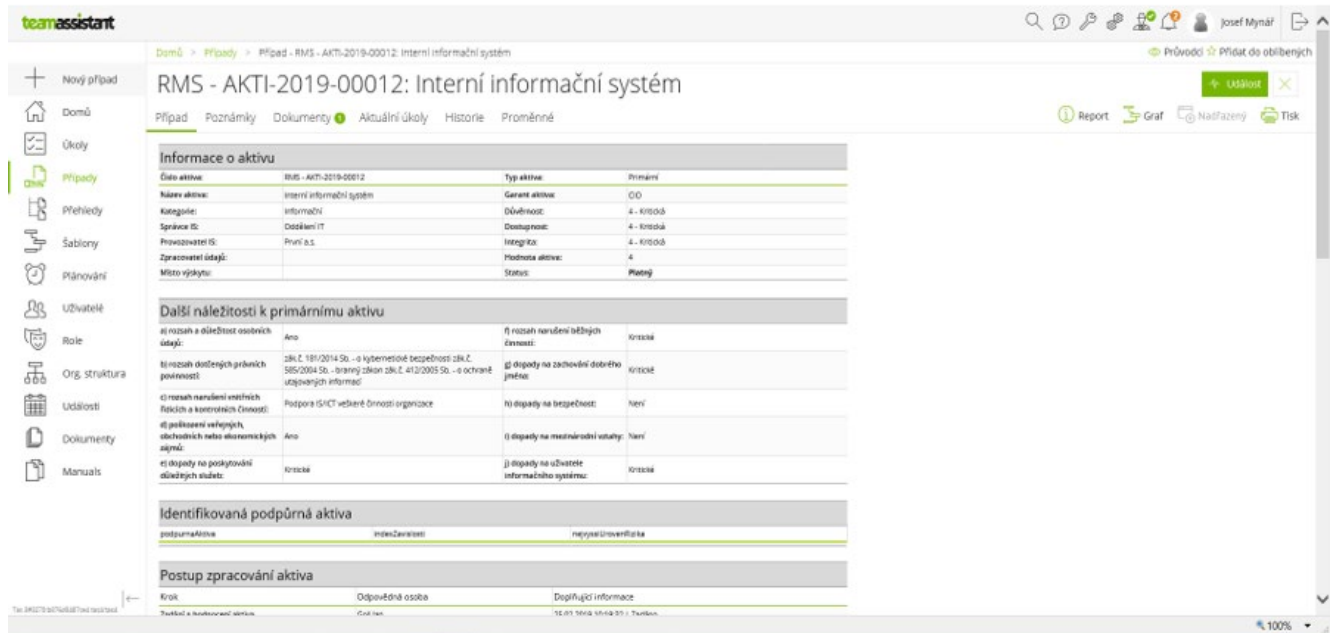 teamassistant
Josef Mynář
Domů > Případy > Případ - RMS - AKTI-2019-00012: Interní informační systém
Průvodci Přidat do oblíbených
Nový případ
Domů
Úkoly
Případy
Přehledy
Šablony
Plánování
Uživatelé
Role
Org. struktura
Události
Dokumenty
Manuals
RMS - AKTI-2019-00012: Interní informační systém
Událost
Případ Poznámky Dokumenty 1 Aktuální úkoly Historie Proměnné
Report Graf Nadřazený Tisk
Informace o aktivu
Číslo aktiva: RMS - AKTI-2019-00012 Typ aktiva: Primární
Název aktiva: Interní informační systém Garant aktiva: CIO
Kategorie: Informační Důvěrnost: 4 - Kritická
Správce IS: Oddělení IT Dostupnost: 4 - Kritická
Provozovatel IS: První a.s. Integrita: 4 - Kritická
Zpracovatel údajů: Hodnota aktiva: 4
Místo výskytu: Status: Platný
Další náležitosti k primárnímu aktivu
a) rozsah a důležitost osobních údajů: Ano f) rozsah narušení běžných činností: Kritické
b) rozsah dotčených právních povinností: zák.č. 181/2014 Sb. - o kybernetické bezpečnosti zák.č. 585/2004 Sb. - branný zákon zák.č. 412/2005 Sb. - o ochraně utajovaných informací g) dopady na zachování dobrého jména: Kritické
c) rozsah narušení vnitřních řídicích a kontrolních činností: Podpora IS/ICT veškeré činnosti organizace h) dopady na bezpečnost: Není
d) poškození veřejných, obchodních nebo ekonomických zájmů: Ano i) dopady na mezinárodní vztahy: Není
e) dopady na poskytování důležitých služeb: Kritické j) dopady na uživatele informačního systému: Kritické
Identifikovaná podpůrná aktiva
podpurnaAktiva indexZavislosti nejvyssiUrovenRizika
Postup zpracování aktiva
Krok Odpovědná osoba Doplňující informace
100%